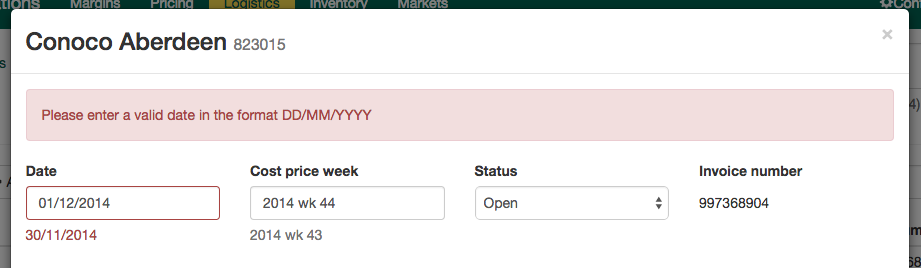 Margins Pricing Logistics Inventory Markets
Conoco Aberdeen 823015
×
Please enter a valid date in the format DD/MM/YYYY
Date Cost price week Status Invoice number
01/12/2014 2014 wk 44 Open 997368904
30/11/2014 2014 wk 43